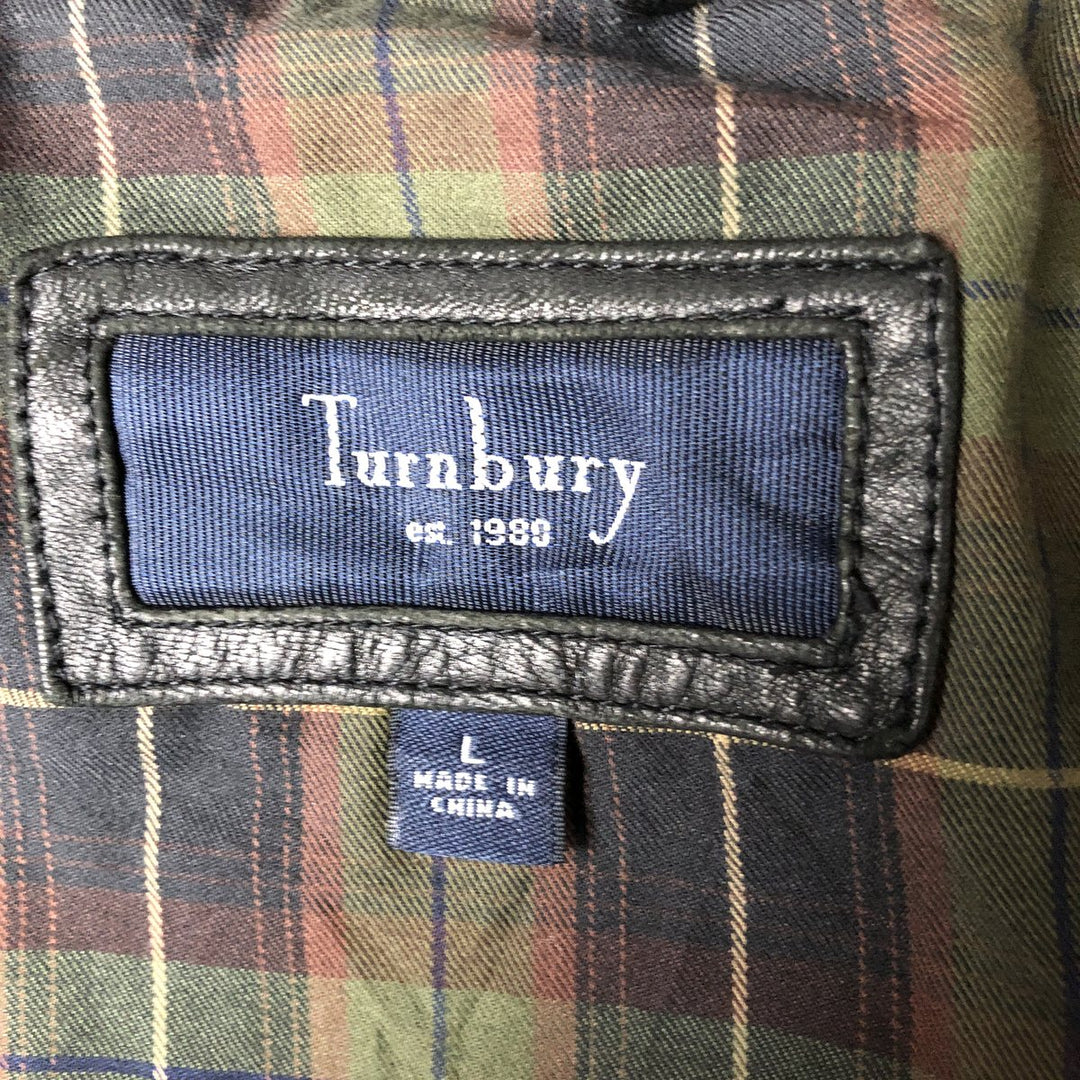 Turnbury
est. 1989
L
MADE IN
CHINA